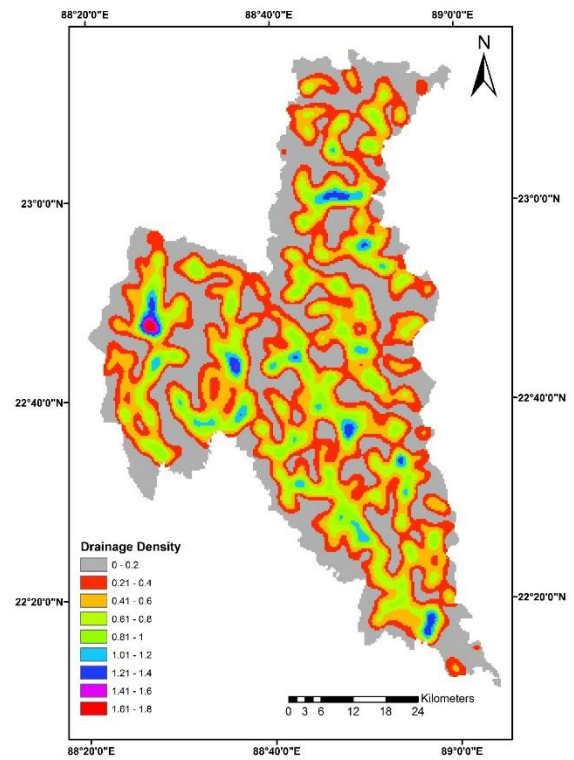 88°20'0"E 88°40'0"E 89°0'0"E
N
23°0'0"N 23°0'0"N
22°40'0"N 22°40'0"N
22°20'0"N 22°20'0"N
Drainage Density
0 - 0.2
0.21 - 0.4
0.41 - 0.6
0.61 - 0.8
0.81 - 1
1.01 - 1.2
1.21 - 1.4
1.41 - 1.6
1.61 - 1.8
Kilometers
0 3 6 12 18 24
88°20'0"E 88°40'0"E 89°0'0"E